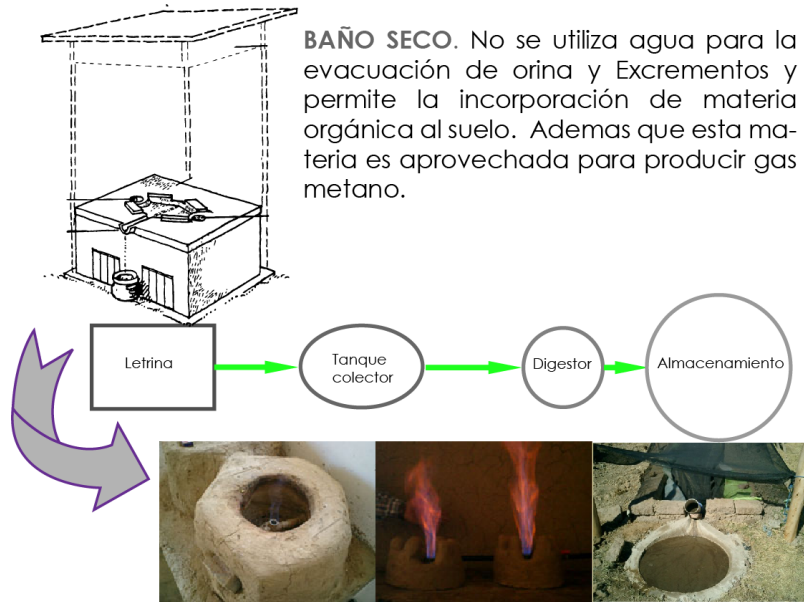 BAÑO SECO. No se utiliza agua para la
evacuación de orina y Excrementos y
permite la incorporación de materia
orgánica al suelo. Ademas que esta ma-
teria es aprovechada para producir gas
metano.
Letrina
Tanque
colector
Digestor
Almacenamiento